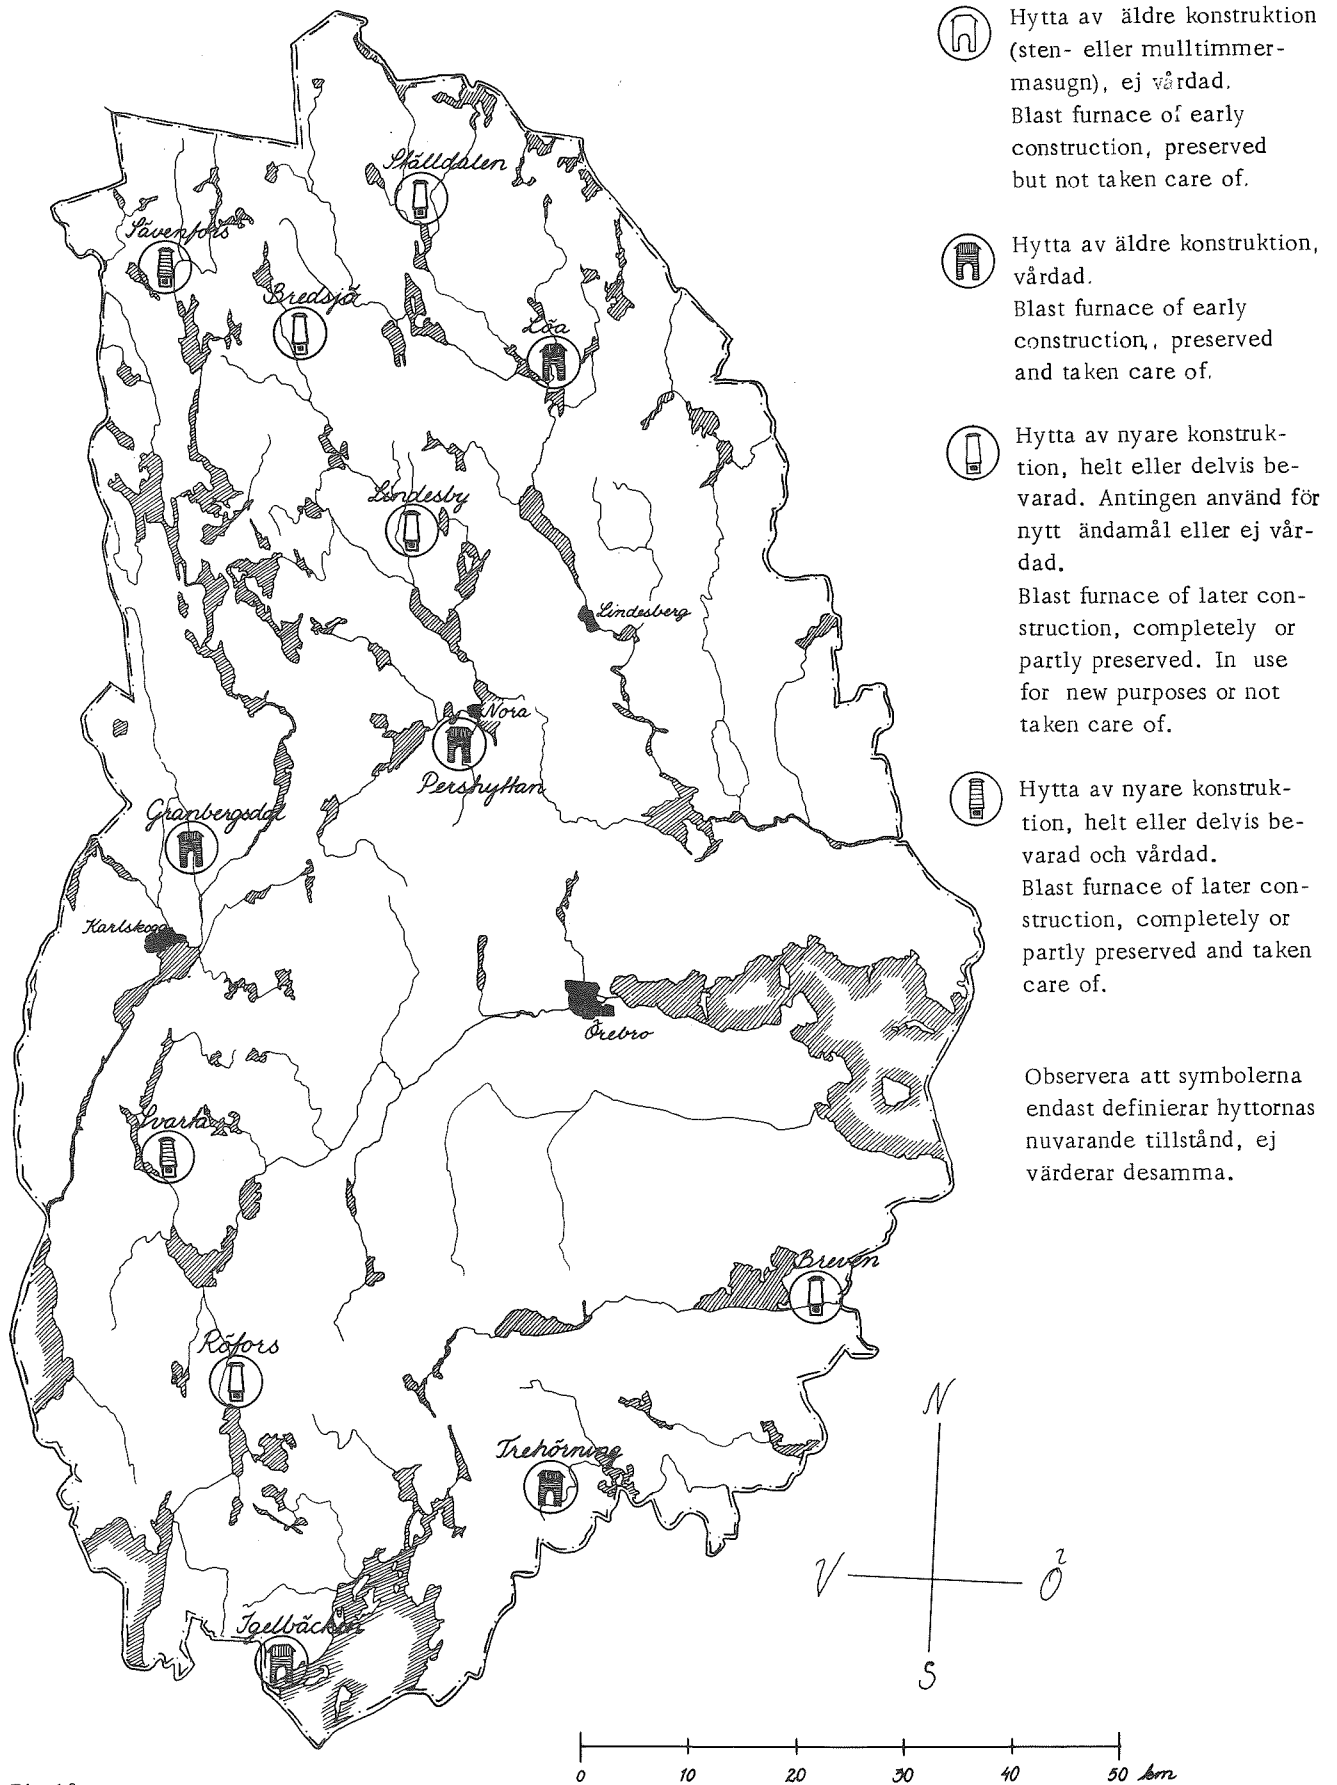 Hytta av äldre konstruktion
(sten- eller mulltimmer-
masugn), ej vårdad.
Blast furnace of early
construction, preserved
but not taken care of.
Hytta av äldre konstruktion,
vårdad.
Blast furnace of early
construction,, preserved
and taken care of.
Hytta av nyare konstruk-
tion, helt eller delvis be-
varad. Antingen använd för
nytt ändamål eller ej vår-
dad.
Blast furnace of later con-
struction, completely or
partly preserved. In use
for new purposes or not
taken care of.
Hytta av nyare konstruk-
tion, helt eller delvis be-
varad och vårdad.
Blast furnace of later con-
struction, completely or
partly preserved and taken
care of.
Observera att symbolerna
endast definierar hyttornas
nuvarande tillstånd, ej
värderar desamma.
Ställdalen
Sävenfors
Bredsjö
Löa
Lindesby
Lindesberg
Nora
Pershyttan
Granbergsdal
Karlskoga
Örebro
Svartå
Breven
Röfors
Trehörning
Igelbäcken
N
V
Ö
S
0 10 20 30 40 50 km